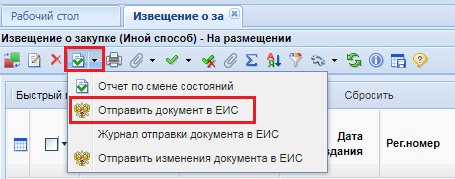 Рабочий стол
Извещение о за
Извещение о закупке (Иной способ) - На размещении
Отчет по смене состояний
Быстрый
Сбросить
Отправить документ в ЕИС
Журнал отправки документа в ЕИС
Дата
здания
Рег.номер
Отправить изменения документа в ЕИС